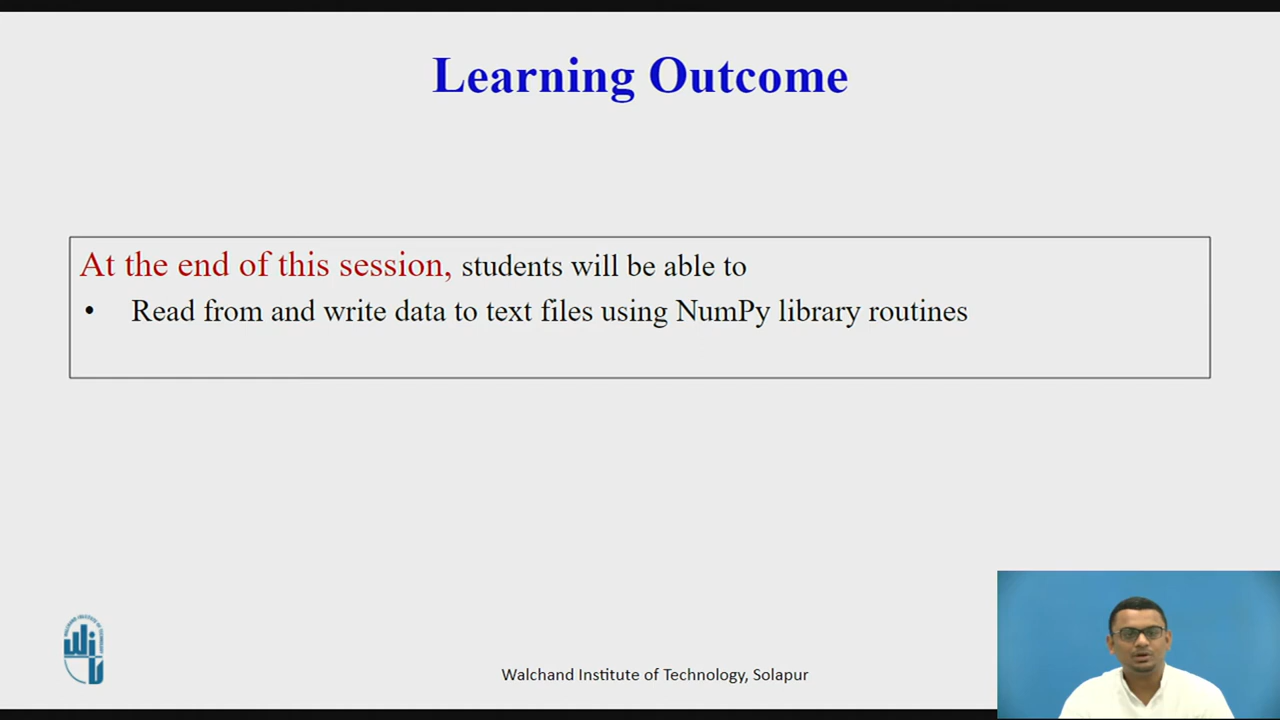 Learning Outcome
At the end of this session, students will be able to
• Read from and write data to text files using NumPy library routines
Walchand Institute of Technology, Solapur